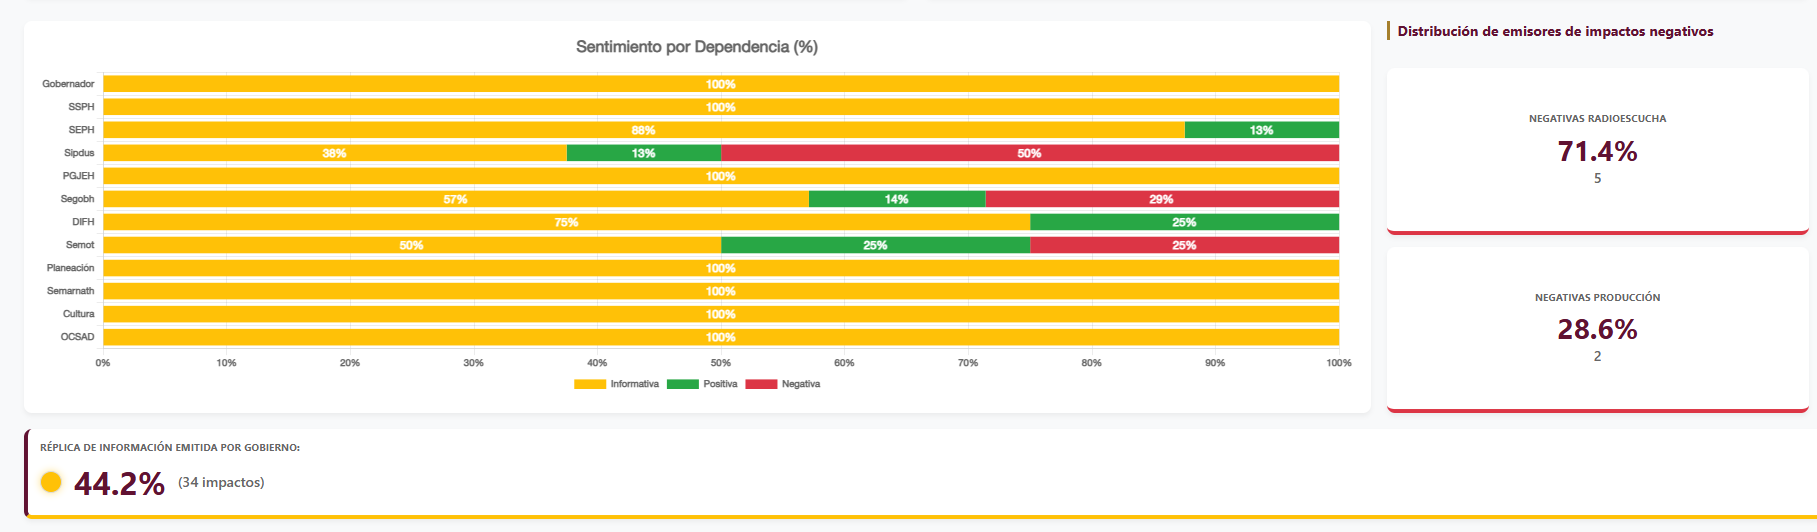 Sentimiento por Dependencia (%)
Gobernador 100%
SSPH 100%
SEPH 88% 13%
Sipdus 38% 13% 50%
PGJEH 100%
Segobh 57% 14% 29%
DIFH 75% 25%
Semot 50% 25% 25%
Planeación 100%
Semarnath 100%
Cultura 100%
OCSAD 100%
0% 10% 20% 30% 40% 50% 60% 70% 80% 90% 100%
Informativa Positiva Negativa
Distribución de emisores de impactos negativos
NEGATIVAS RADIOESCUCHA
71.4%
5
NEGATIVAS PRODUCCIÓN
28.6%
2
RÉPLICA DE INFORMACIÓN EMITIDA POR GOBIERNO:
44.2% (34 impactos)